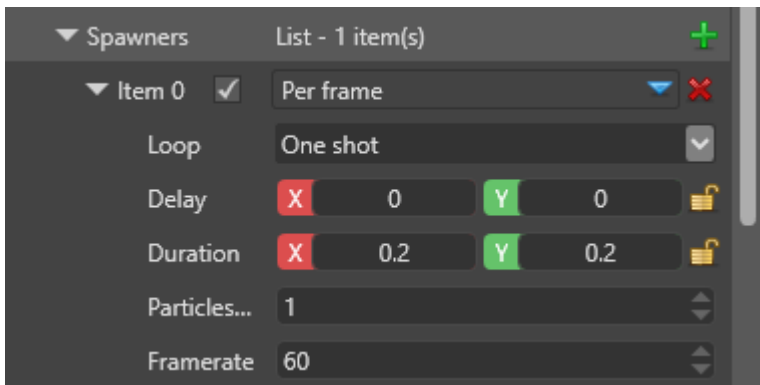 Spawners List - 1 item(s)
Item 0 Per frame
Loop One shot
Delay X 0 Y 0
Duration X 0.2 Y 0.2
Particles... 1
Framerate 60